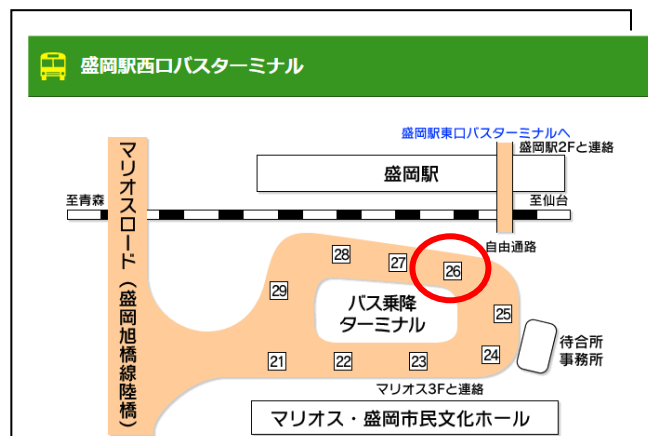 盛岡駅西口バスターミナル
盛岡駅東口バスターミナルへ
盛岡駅2Fと連絡
盛岡駅
至青森
至仙台
自由通路
マリオスロード(盛岡旭橋線陸橋)
28
27
26
29
25
バス乗降
ターミナル
21
22
23
24
待合所
事務所
マリオス3Fと連絡
マリオス・盛岡市民文化ホール